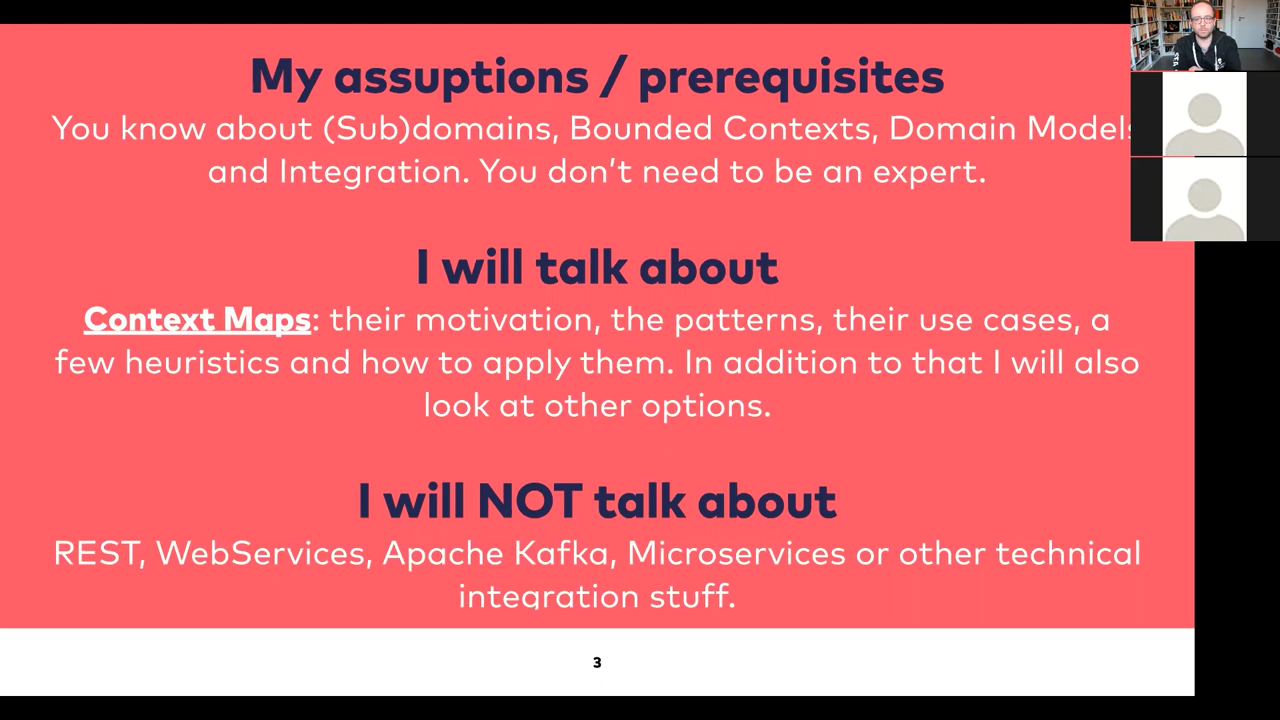 My assuptions / prerequisites
You know about (Sub)domains, Bounded Contexts, Domain Models
and Integration. You don’t need to be an expert.
I will talk about
Context Maps: their motivation, the patterns, their use cases, a
few heuristics and how to apply them. In addition to that I will also
look at other options.
I will NOT talk about
REST, WebServices, Apache Kafka, Microservices or other technical
integration stuff.
3